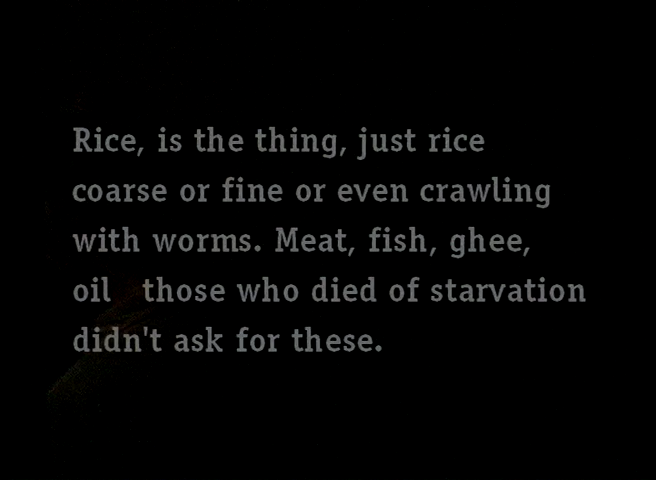 Rice, is the thing, just rice
coarse or fine or even crawling
with worms. Meat, fish, ghee,
oil those who died of starvation
didn't ask for these.